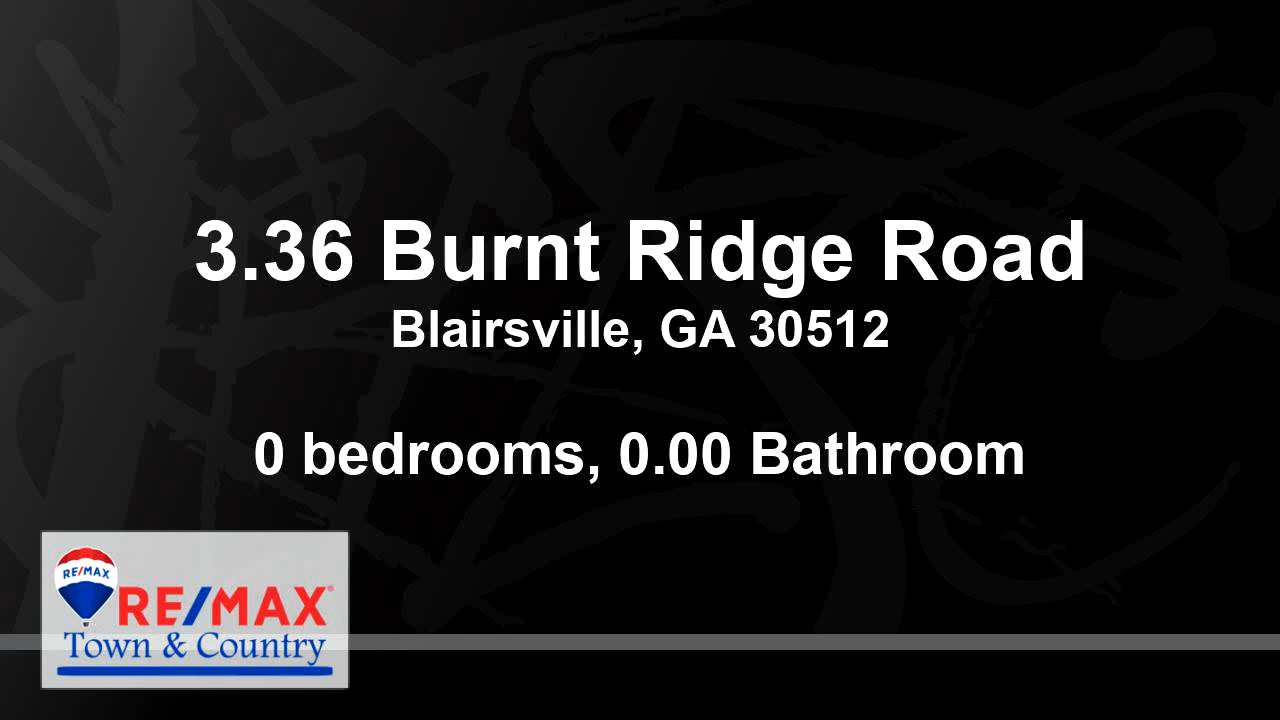 3.36 Burnt Ridge Road
Blairsville, GA 30512
0 bedrooms, 0.00 Bathroom
RE/MAX
RE/MAX®
Town & Country